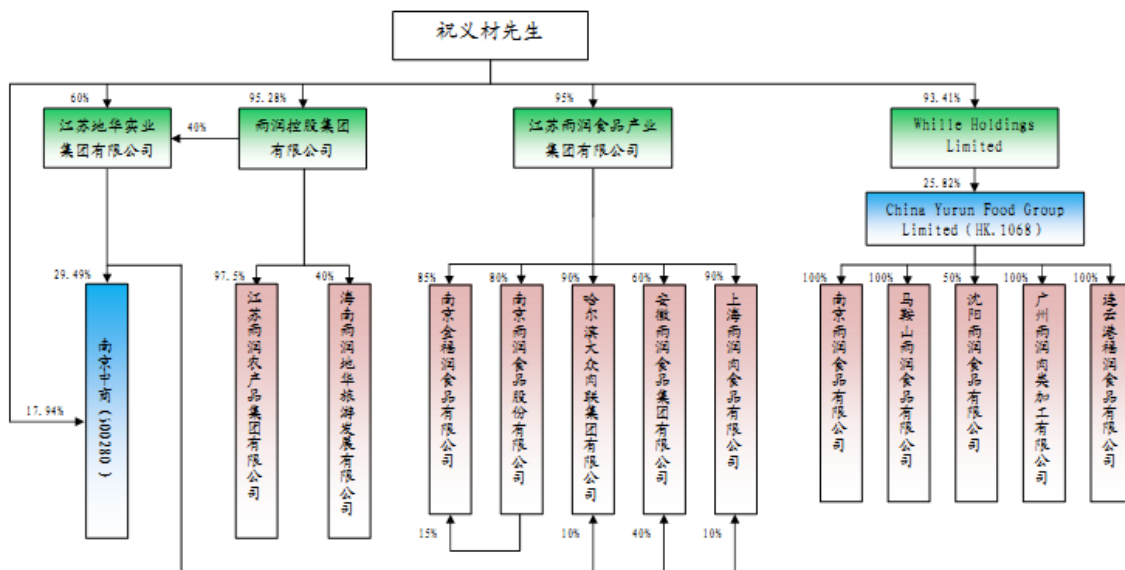 祝义材先生
60%
95.28%
95%
93.41%
江苏地华实业
集团有限公司
40%
雨润控股集团
有限公司
江苏雨润食品产业
集团有限公司
Whille Holdings
Limited
25.82%
China Yurun Food Group
Limited (HK.1068)
29.49%
97.5%
40%
85%
80%
90%
60%
90%
100%
100%
50%
100%
100%
17.94%
南京中商(600280)
江苏雨润农产品集团有限公司
海南雨润地华旅游发展有限公司
南京金福润食品有限公司
南京雨润食品股份有限公司
哈尔滨大众肉联集团有限公司
安徽雨润食品集团有限公司
上海雨润肉食品有限公司
南京雨润食品有限公司
马鞍山雨润食品有限公司
沈阳雨润食品有限公司
广州雨润肉类加工有限公司
连云港福润食品有限公司
15%
10%
40%
10%